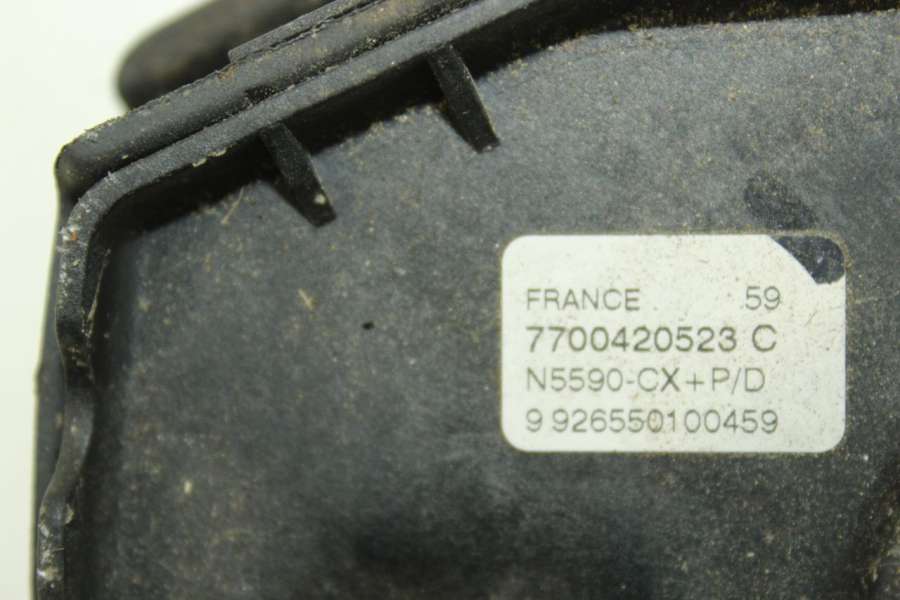 FRANCE 59
7700420523 C
N5590-CX+P/D
9 926550100459